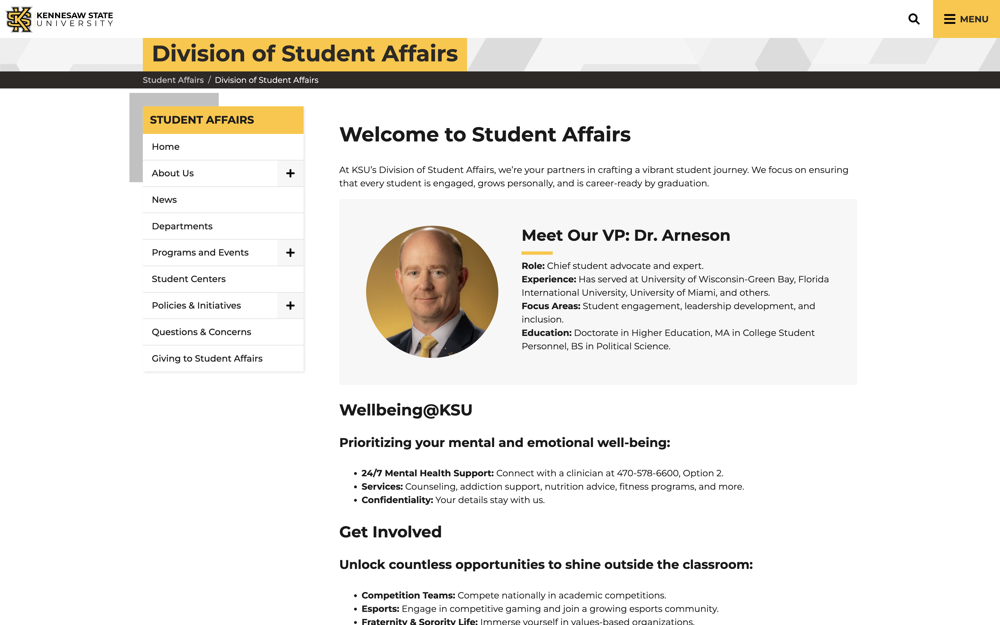 KENNESAW STATE
UNIVERSITY
MENU
Division of Student Affairs
Student Affairs / Division of Student Affairs
STUDENT AFFAIRS
Home
About Us
News
Departments
Programs and Events
Student Centers
Policies & Initiatives
Questions & Concerns
Giving to Student Affairs
Welcome to Student Affairs
At KSU’s Division of Student Affairs, we’re your partners in crafting a vibrant student journey. We focus on ensuring
that every student is engaged, grows personally, and is career-ready by graduation.
Meet Our VP: Dr. Arneson
Role: Chief student advocate and expert.
Experience: Has served at University of Wisconsin-Green Bay, Florida
International University, University of Miami, and others.
Focus Areas: Student engagement, leadership development, and
inclusion.
Education: Doctorate in Higher Education, MA in College Student
Personnel, BS in Political Science.
Wellbeing@KSU
Prioritizing your mental and emotional well-being:
• 24/7 Mental Health Support: Connect with a clinician at 470-578-6600, Option 2.
• Services: Counseling, addiction support, nutrition advice, fitness programs, and more.
• Confidentiality: Your details stay with us.
Get Involved
Unlock countless opportunities to shine outside the classroom:
• Competition Teams: Compete nationally in academic competitions.
• Esports: Engage in competitive gaming and join a growing esports community.
• Fraternity & Sorority Life: Immerse yourself in values-based organizations.